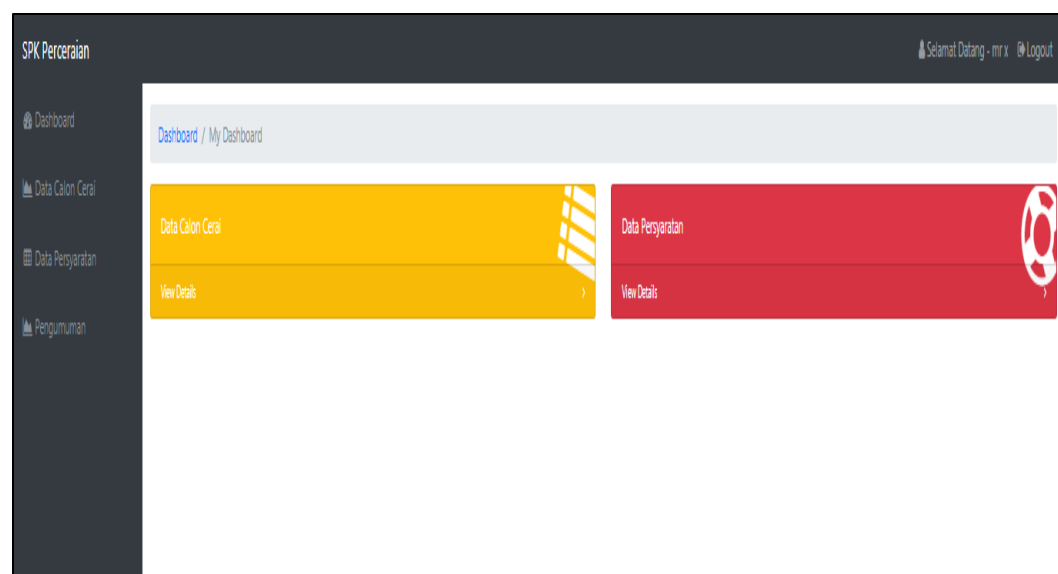 SPK Perceraian
Selamat Datang - mr x Logout
Dashboard
Data Calon Cerai
Data Persyaratan
Pengumuman
Dashboard / My Dashboard
Data Calon Cerai
View Details
Data Persyaratan
View Details